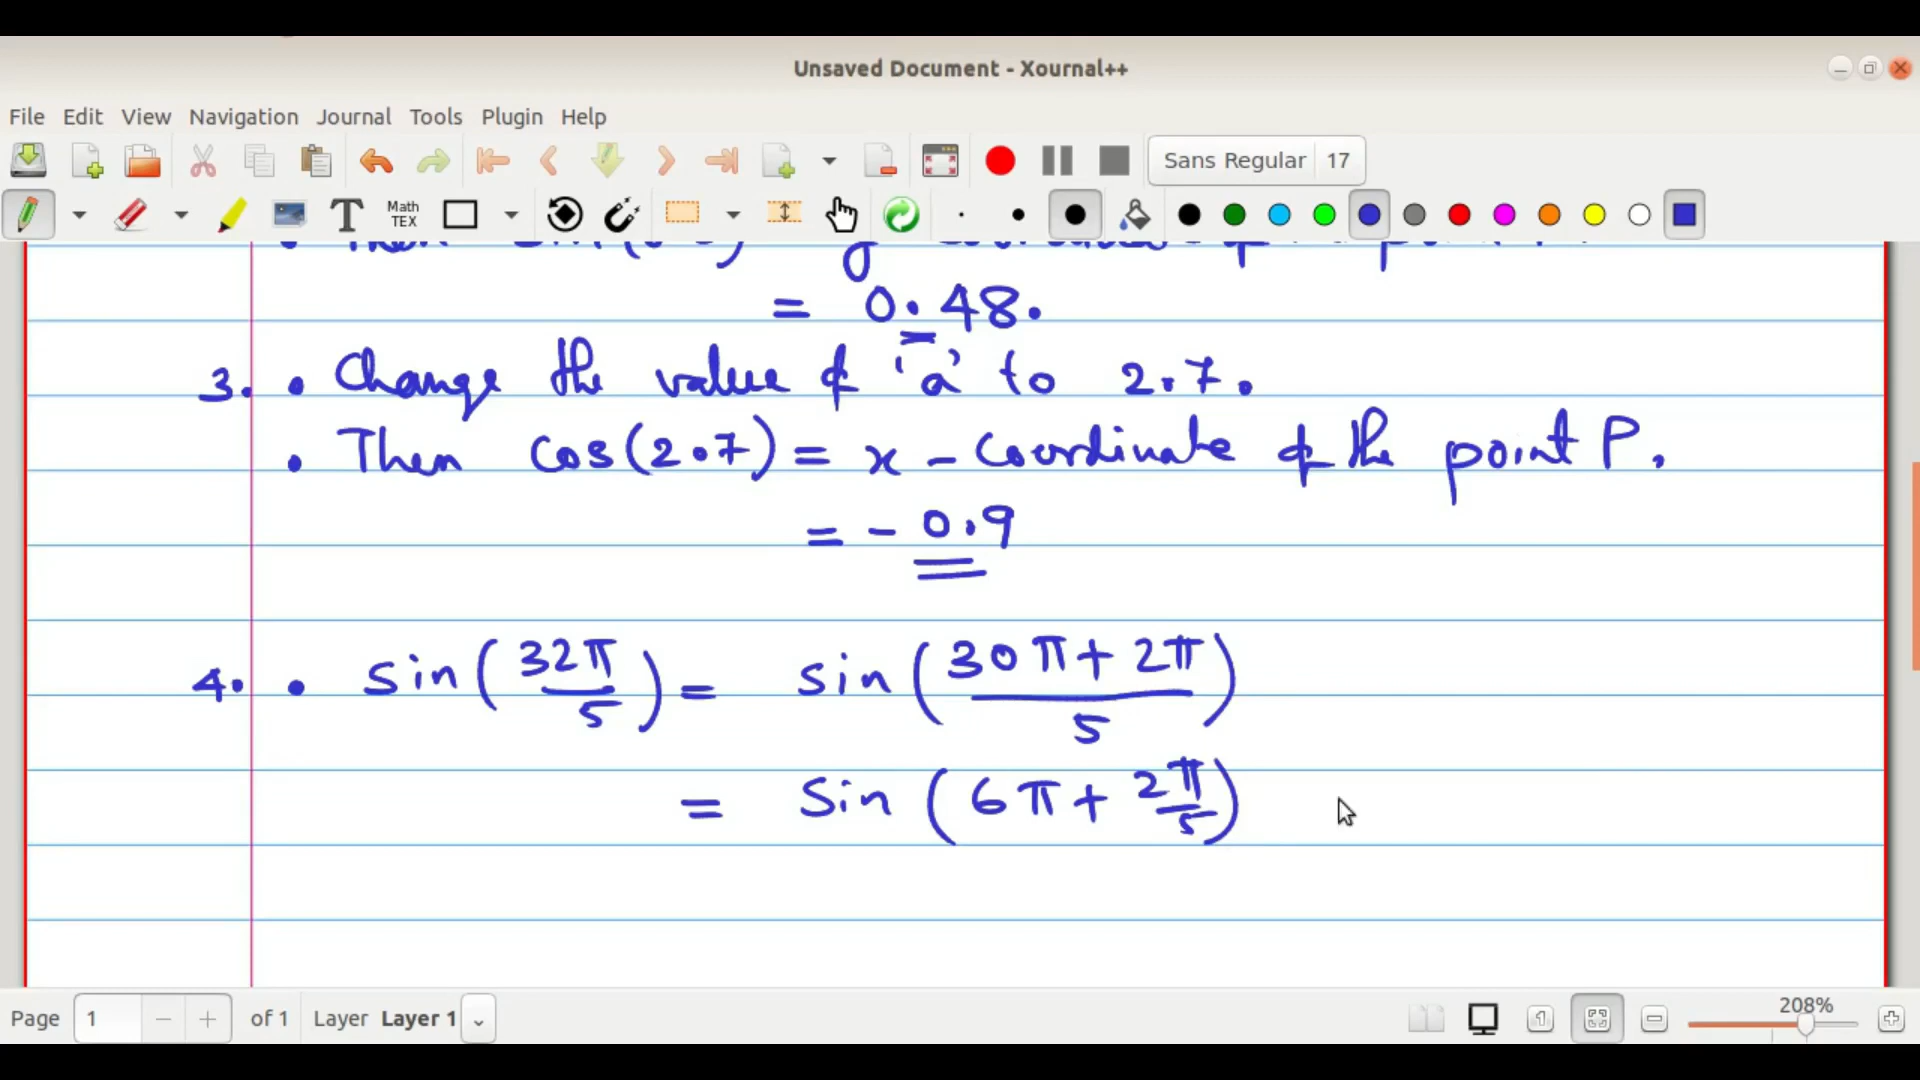 Unsaved Document - Xournal++
File Edit View Navigation Journal Tools Plugin Help
Sans Regular 17
T Math TEX
= 0.48.
3. • Change the value of 'a' to 2.7.
• Then cos(2.7) = x - coordinate of the point P.
= - 0.9
4. • sin(32π/5) = sin(30π + 2π/5)
= sin(6π + 2π/5)
Page 1 of 1 Layer Layer 1 208%